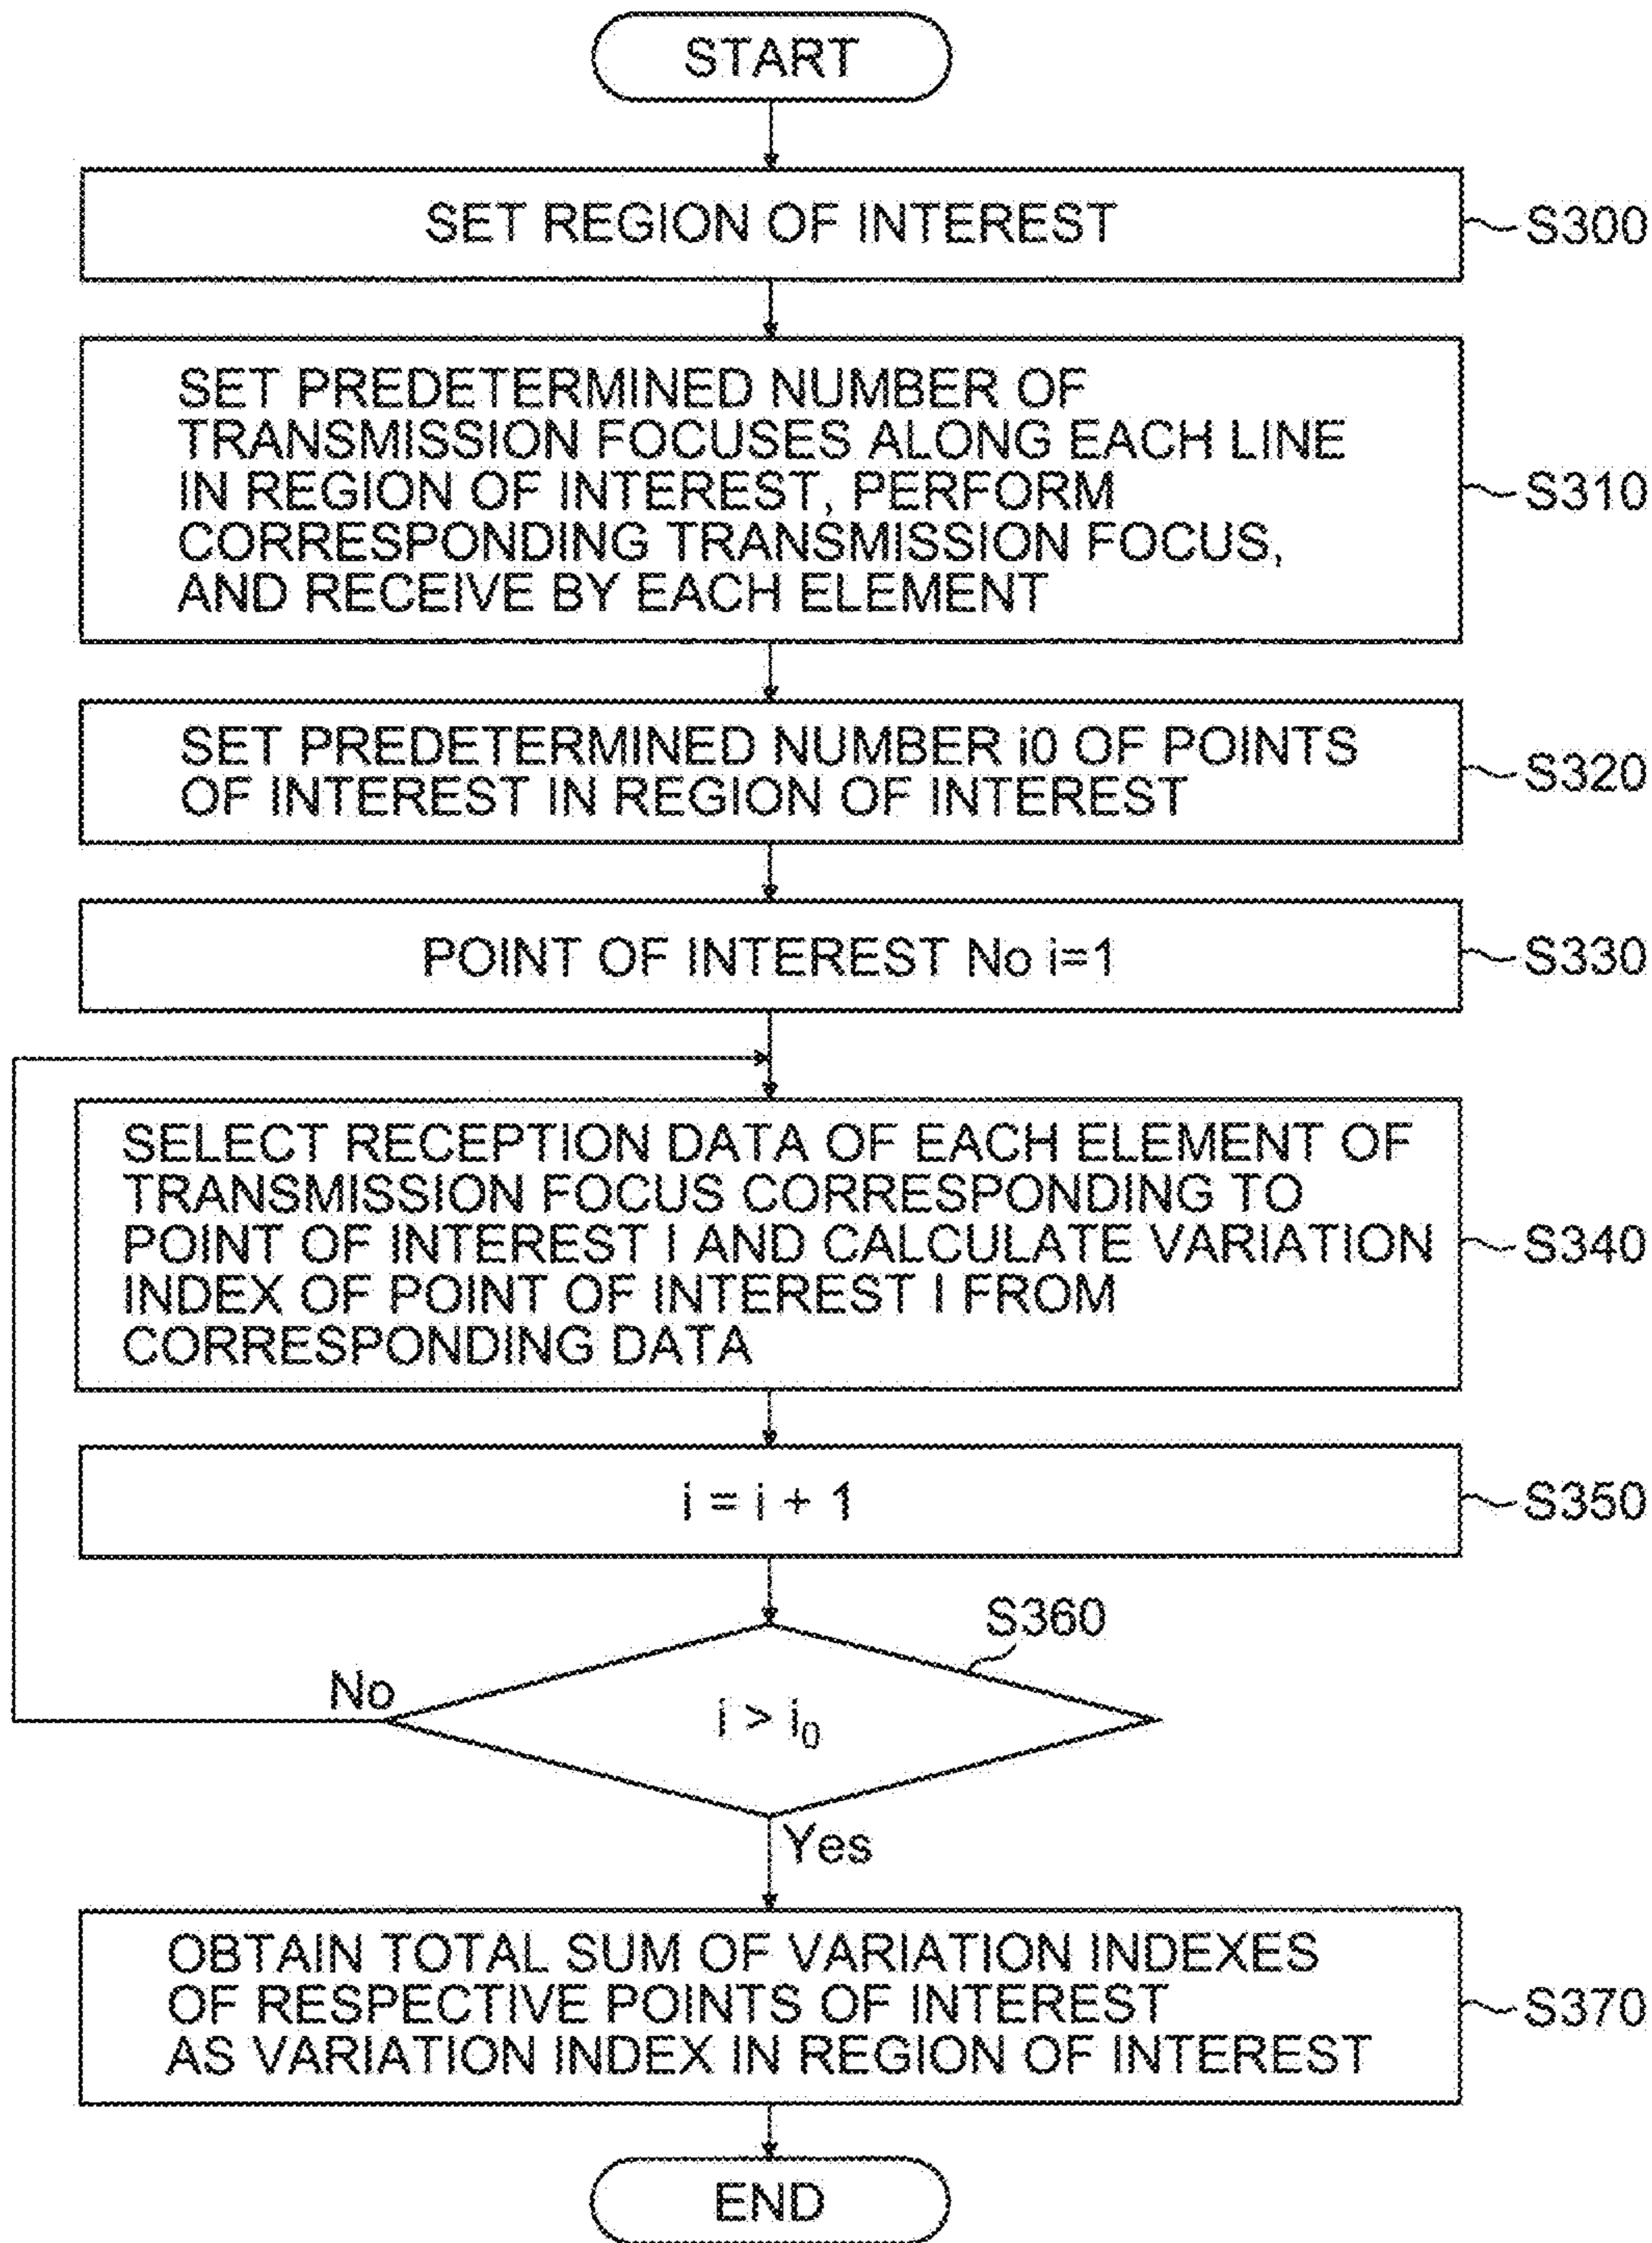 START
SET REGION OF INTEREST
S300
SET PREDETERMINED NUMBER OF
TRANSMISSION FOCUSES ALONG EACH LINE
IN REGION OF INTEREST, PERFORM
CORRESPONDING TRANSMISSION FOCUS,
AND RECEIVE BY EACH ELEMENT
S310
SET PREDETERMINED NUMBER i0 OF POINTS
OF INTEREST IN REGION OF INTEREST
S320
POINT OF INTEREST No i=1
S330
SELECT RECEPTION DATA OF EACH ELEMENT OF
TRANSMISSION FOCUS CORRESPONDING TO
POINT OF INTEREST I AND CALCULATE VARIATION
INDEX OF POINT OF INTEREST I FROM
CORRESPONDING DATA
S340
i = i + 1
S350
S360
No
i > i₀
Yes
OBTAIN TOTAL SUM OF VARIATION INDEXES
OF RESPECTIVE POINTS OF INTEREST
AS VARIATION INDEX IN REGION OF INTEREST
S370
END